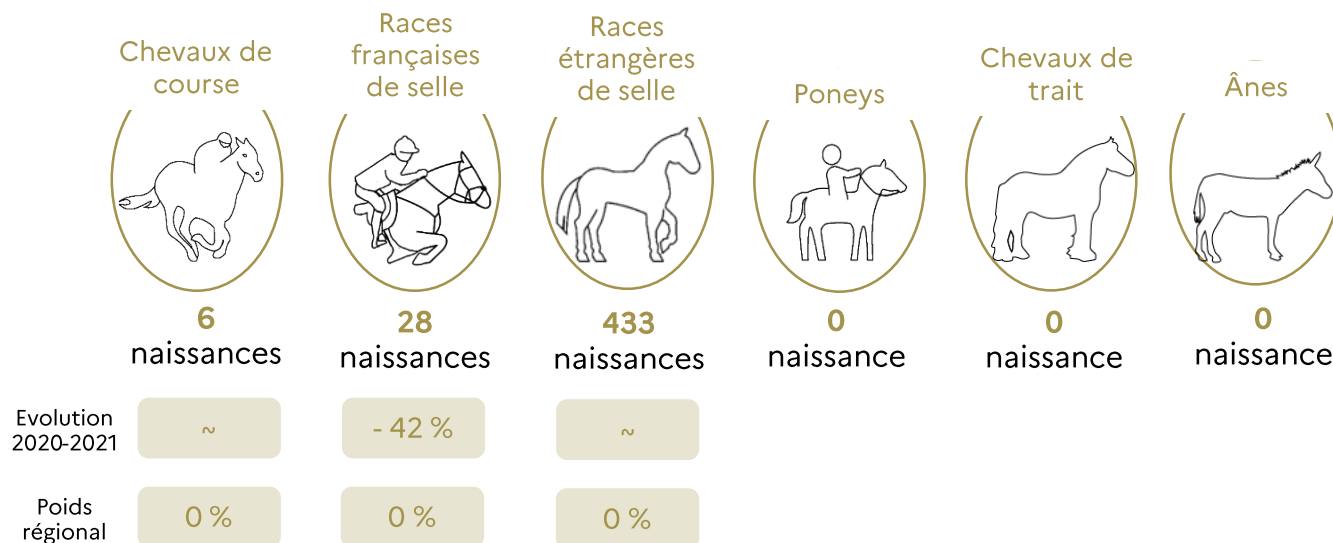 Chevaux de
course
Races
françaises
de selle
Races
étrangères
de selle
Poneys
Chevaux de
trait
Ânes
6
naissances
28
naissances
433
naissances
0
naissance
0
naissance
0
naissance
Evolution
2020-2021
~
- 42 %
~
Poids
régional
0 %
0 %
0 %